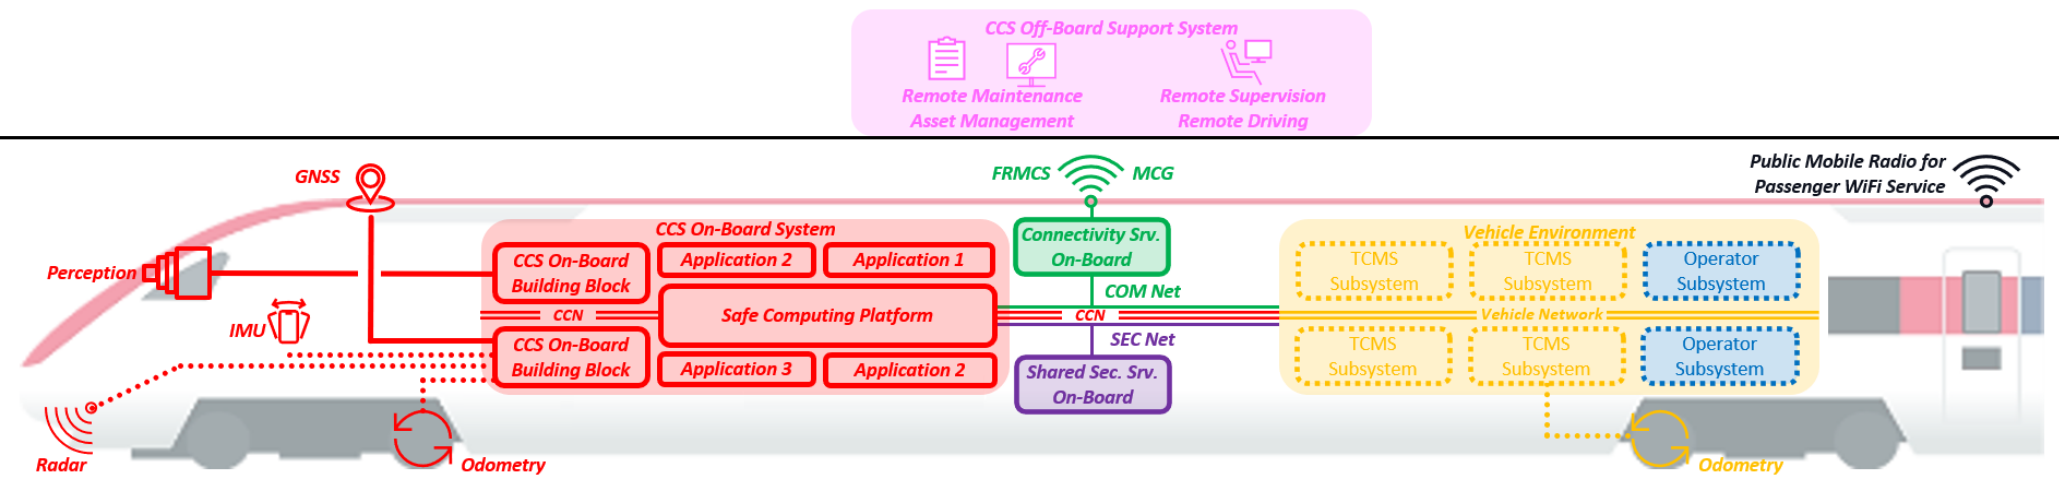 CCS Off-Board Support System
Remote Maintenance
Asset Management
Remote Supervision
Remote Driving
GNSS
FRMCS
MCG
Public Mobile Radio for
Passenger WiFi Service
Perception
IMU
Radar
Odometry
CCS On-Board System
CCS On-Board
Building Block
Application 2
Application 1
CCN
Safe Computing Platform
CCS On-Board
Building Block
Application 3
Application 2
Connectivity Srv.
On-Board
COM Net
CCN
SEC Net
Shared Sec. Srv.
On-Board
Vehicle Environment
TCMS
Subsystem
TCMS
Subsystem
Operator
Subsystem
Vehicle Network
TCMS
Subsystem
TCMS
Subsystem
Operator
Subsystem
Odometry